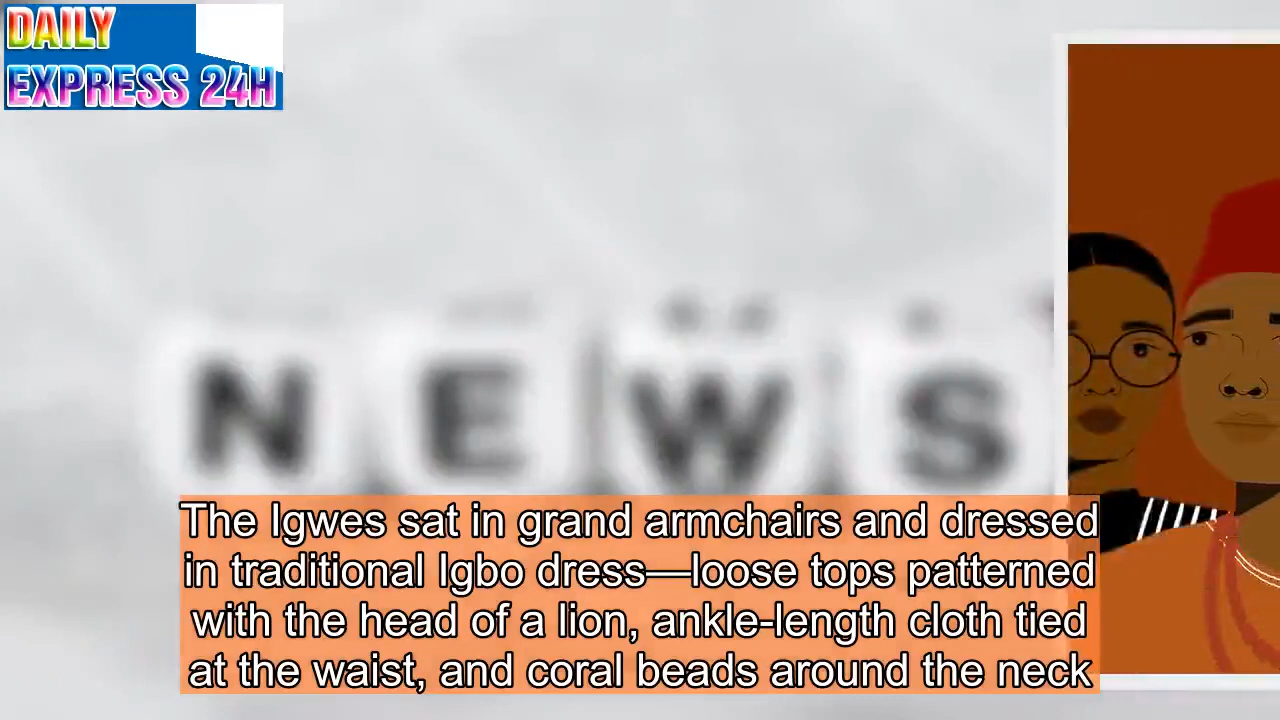 DAILY
EXPRESS 24H
NEWS
The Igwes sat in grand armchairs and dressed
in traditional Igbo dress—loose tops patterned
with the head of a lion, ankle-length cloth tied
at the waist, and coral beads around the neck